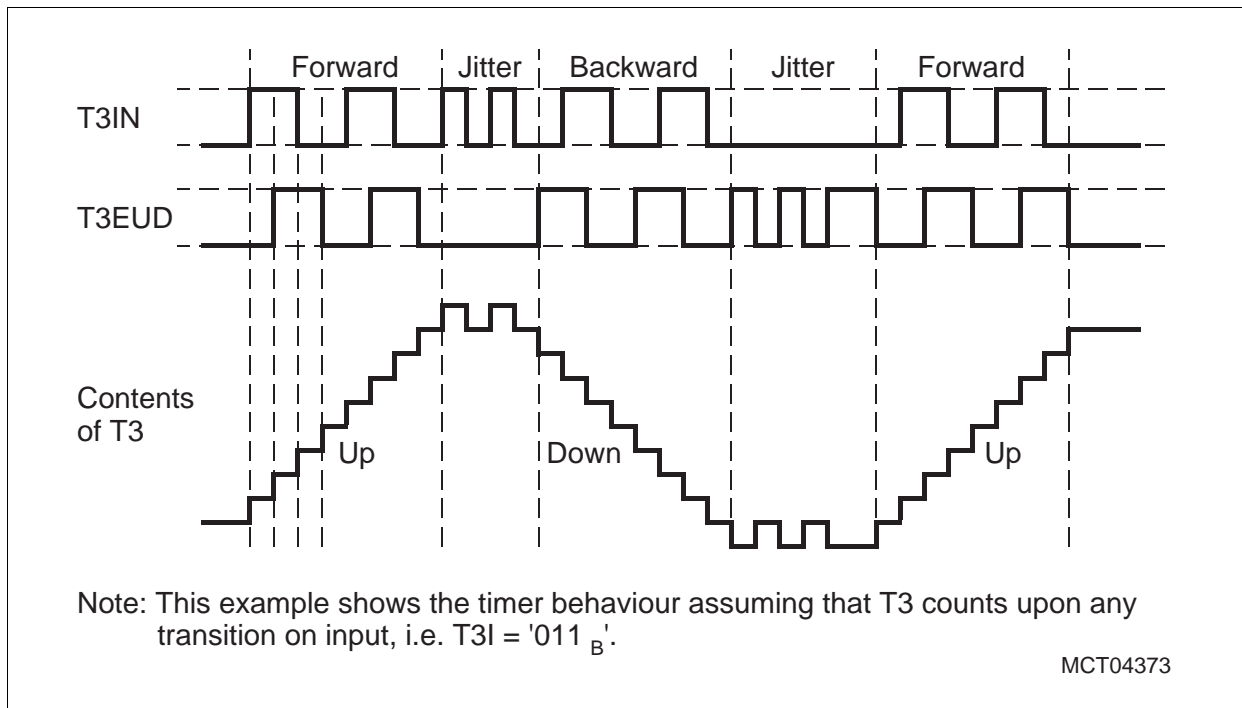 Forward Jitter Backward Jitter Forward
T3IN
T3EUD
Contents
of T3
Up Down Up
Note: This example shows the timer behaviour assuming that T3 counts upon any
transition on input, i.e. T3I = '011 B'.
MCT04373